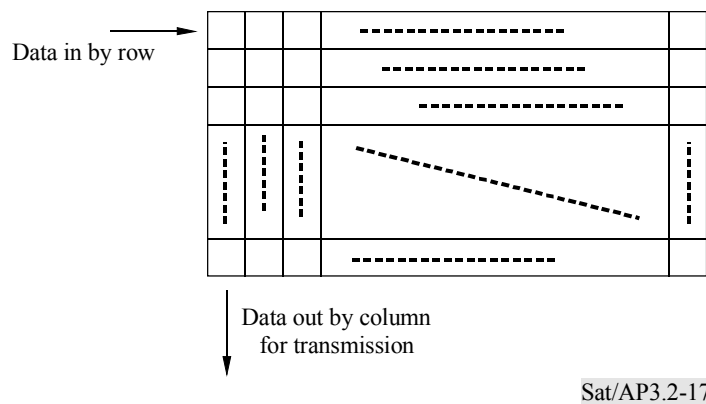 Data in by row
Data out by column
for transmission
Sat/AP3.2-17